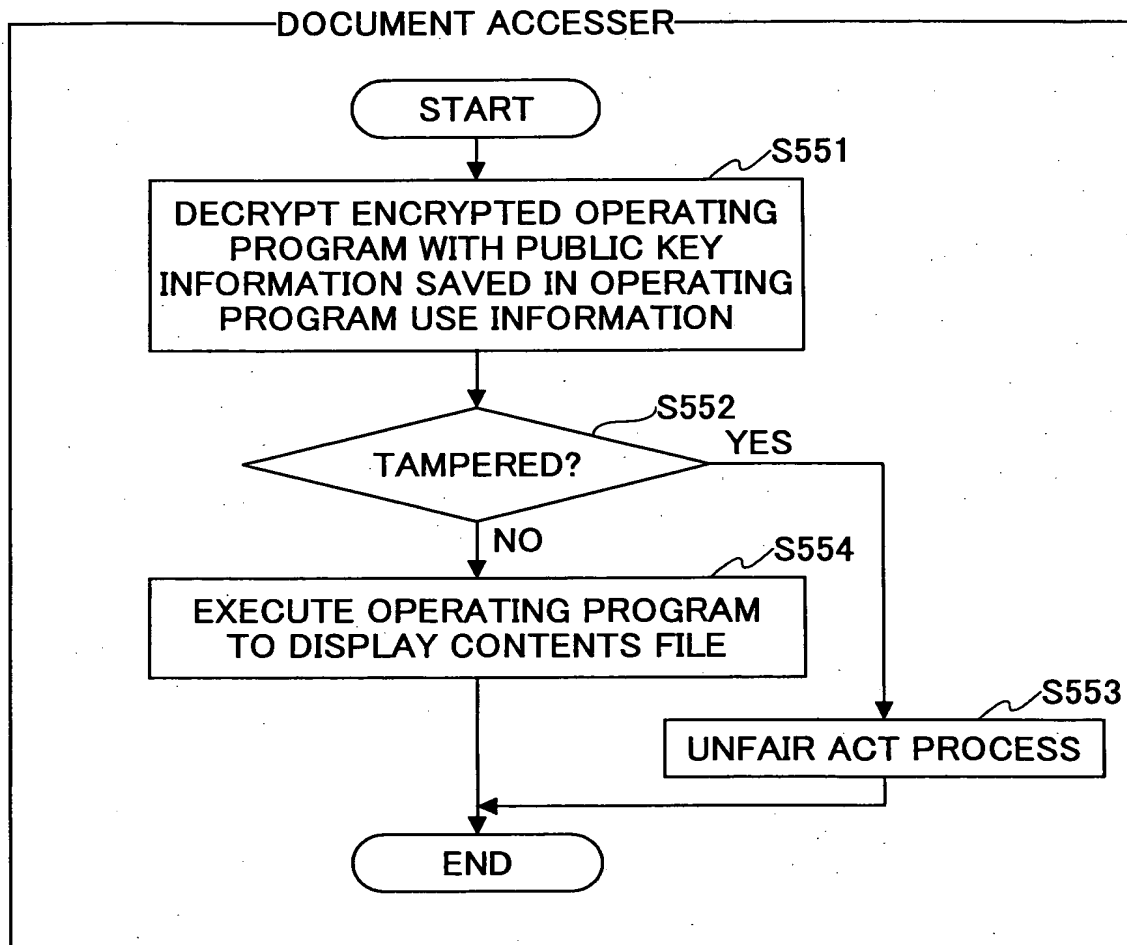 DOCUMENT ACCESSER
START
S551
DECRYPT ENCRYPTED OPERATING
PROGRAM WITH PUBLIC KEY
INFORMATION SAVED IN OPERATING
PROGRAM USE INFORMATION
S552
TAMPERED?
YES
NO
S554
EXECUTE OPERATING PROGRAM
TO DISPLAY CONTENTS FILE
S553
UNFAIR ACT PROCESS
END